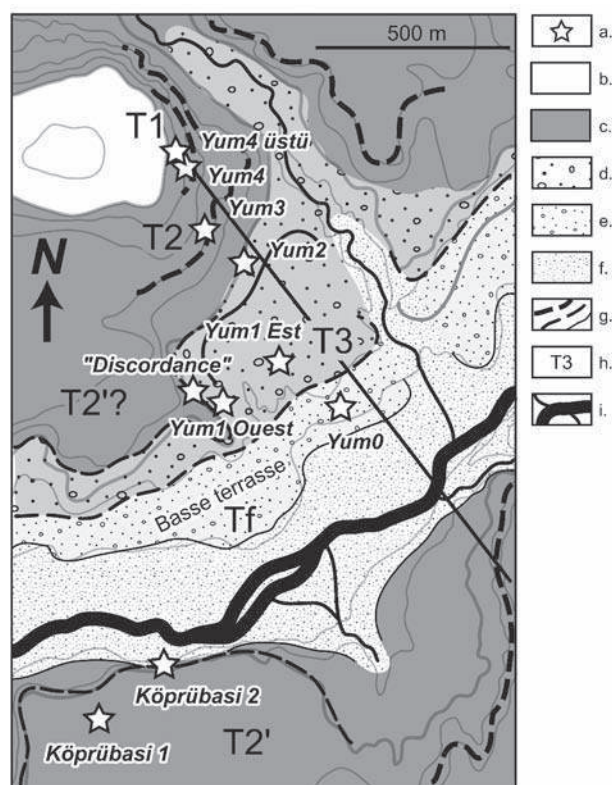 500 m
T1
Yum4 üstü
Yum4
Yum3
T2
Yum2
N
Yum1 Est
T3
"Discordance"
T2'?
Yum1 Ouest
Yum0
Basse terrasse
Tf
Köprübasi 2
Köprübasi 1
T2'
a.
b.
c.
d.
e.
f.
g.
T3
h.
i.